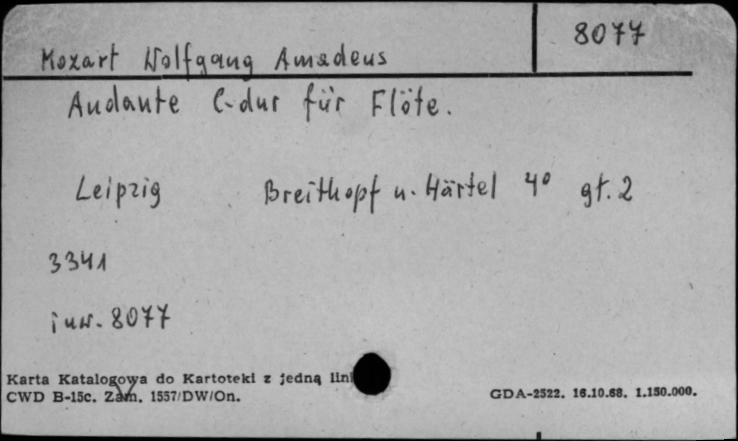 8077
Mozart Wolfgang Amadeus
Andante C-dur für Flöte.
Leipzig Breitkopf u. Härtel 4° gł. 2
3341
inw. 8077
Karta Katalogowa do Kartoteki z jedną lin
CWD B-15c. Zam. 1557/DW/On.
GDA-2522. 16.10.68. 1.150.000.